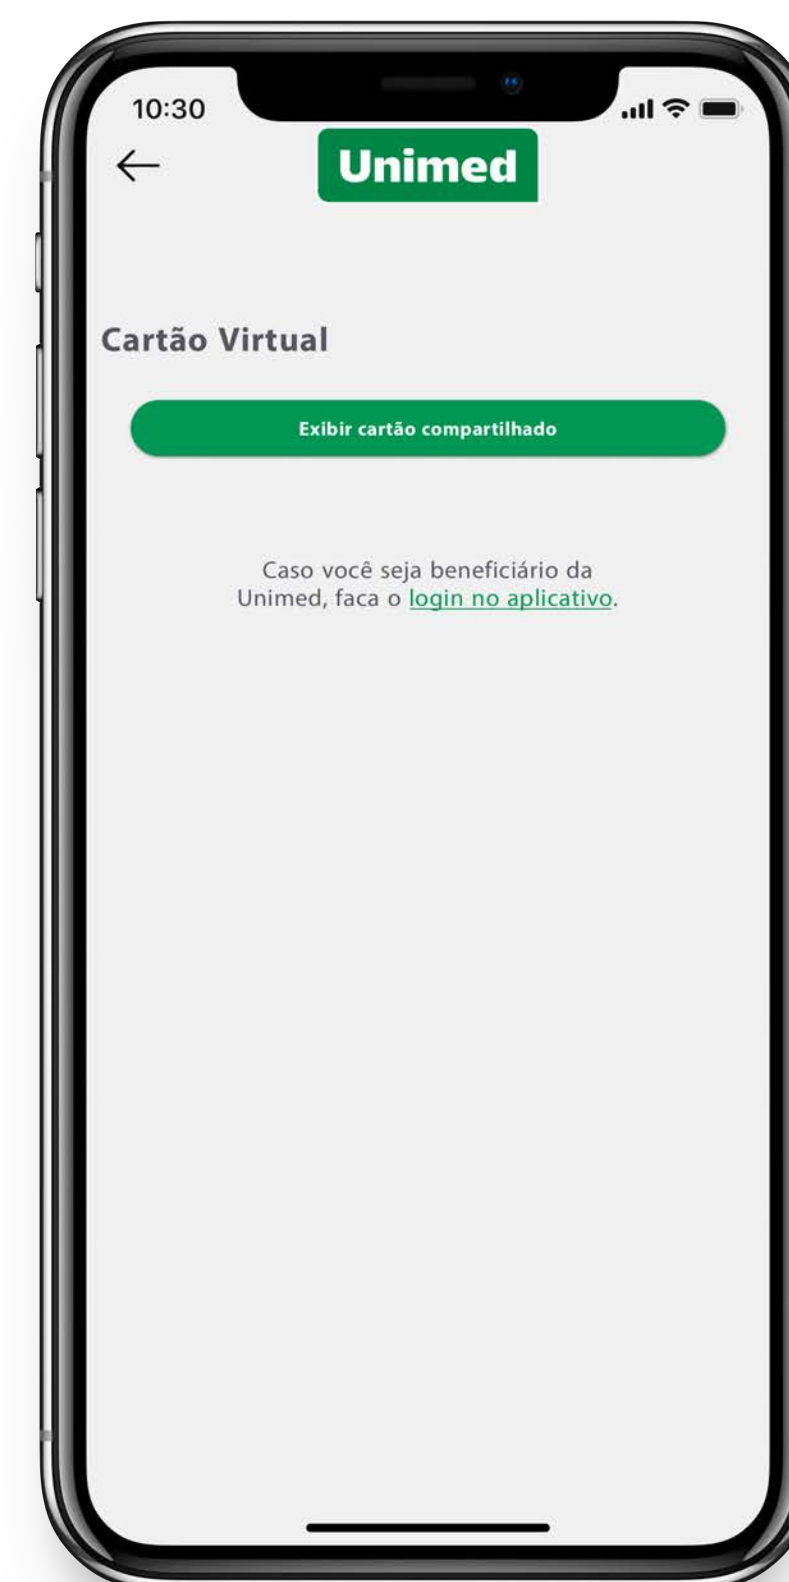 10:30
Unimed
Cartão Virtual
Exibir cartão compartilhado
Caso você seja beneficiário da
Unimed, faca o login no aplicativo.